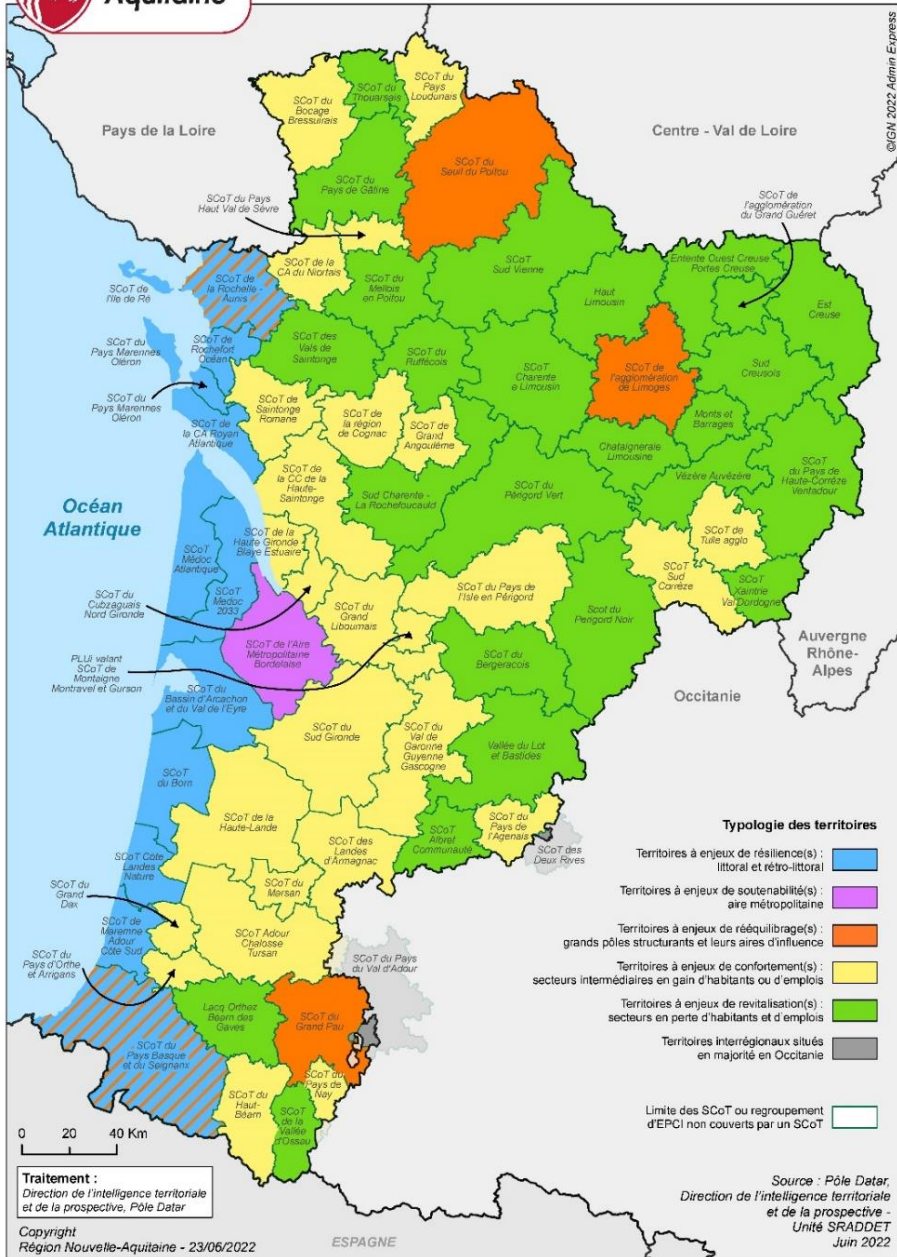 Aquitaine
©IGN 2022 Admin Express
Pays de la Loire
Centre - Val de Loire
SCoT du
Bocage
Bressuirais
SCoT du
Thouarsais
SCoT du
Pays
Loudunais
SCoT du
Seuil du Poitou
SCoT du
Pays de Gâtine
SCoT du Pays
Haut Val de Sèvre
SCoT de
l'agglomération
du Grand Guéret
SCoT de la
CA du Niortais
SCoT du
Mellois
en Poitou
SCoT
Sud Vienne
Haut
Limousin
Entente Ouest Creuse
Portes Creuse
Est
Creuse
SCoT de
l'Ile de Ré
SCoT de
la Rochelle
Aunis
SCoT du
Pays Marennes
Oléron
SCoT de
Rochefort
Océan
SCoT des
Vals de
Saintonge
SCoT du
Ruffécois
SCoT
Charente
e Limousin
SCoT de
l'agglomération
de Limoges
Sud
Creusois
SCoT du
Pays Marennes
Oléron
SCoT de
la CA Royan
Atlantique
SCoT de
Saintonge
Romane
SCoT de
la région
de Cognac
SCoT de
Grand
Angoulême
Monts et
Barrages
Chataigneraie
Limousine
Vézère Auvézère
SCoT
du Pays de
Haute-Corrèze
Ventadour
SCoT de
la CC de la
Haute-
Saintonge
Sud Charente -
La Rochefoucauld
SCoT du
Périgord Vert
Océan
Atlantique
SCoT
Médoc
Atlantique
SCoT de la
Haute Gironde
Blaye Estuaire
SCoT de
Tulle agglo
SCoT
Sud
Corrèze
SCoT
Xaintrie
Val'Dordogne
SCoT du
Cubzaguais
Nord Gironde
SCoT
Médoc
2033
SCoT du
Grand
Libournais
SCoT du Pays de
l'Isle en Périgord
Scot du
Périgord Noir
SCoT de l'Aire
Métropolitaine
Bordelaise
PLUi valant
SCoT de
Montaigne
Montravel et Gurson
SCoT du
Bergeracois
Auvergne
Rhône-
Alpes
Occitanie
SCoT du
Bassin d'Arcachon
et du Val de l'Eyre
SCoT du
Sud Gironde
SCoT du
Val de
Garonne
Guyenne
Gascogne
Vallée du Lot
et Bastides
SCoT
du Born
SCoT de la
Haute-Lande
SCoT des
Landes
d'Armagnac
SCoT
Albret
Communauté
SCoT du
Pays de
l'Agenais
SCoT des
Deux Rives
SCoT Côte
Landes
Nature
SCoT du
Grand
Dax
SCoT du
Marsan
SCoT de
Maremne
Adour
Côte Sud
SCoT Adour
Chalosse
Tursan
SCoT du
Pays d'Orthe
et Arrigans
SCoT du Pays
du Val d'Adour
Lacq Orthez
Béarn des
Gaves
SCoT du
Grand Pau
SCoT du
Pays Basque
et du Seignanx
SCoT du
Pays de
Nay
SCoT du
Haut-
Béarn
SCoT
de la
Vallée
d'Ossau
Typologie des territoires
Territoires à enjeux de résilience(s) :
littoral et rétro-littoral
Territoires à enjeux de soutenabilité(s) :
aire métropolitaine
Territoires à enjeux de rééquilibrage(s) :
grands pôles structurants et leurs aires d'influence
Territoires à enjeux de confortement(s) :
secteurs intermédiaires en gain d'habitants ou d'emplois
Territoires à enjeux de revitalisation(s) :
secteurs en perte d'habitants et d'emplois
Territoires interrégionaux situés
en majorité en Occitanie
Limite des SCoT ou regroupement
d'EPCI non couverts par un SCoT
0 20 40 Km
Traitement :
Direction de l'intelligence territoriale
et de la prospective, Pôle Datar
Copyright
Région Nouvelle-Aquitaine - 23/06/2022
ESPAGNE
Source : Pôle Datar,
Direction de l'intelligence territoriale
et de la prospective -
Unité SRADDET
Juin 2022